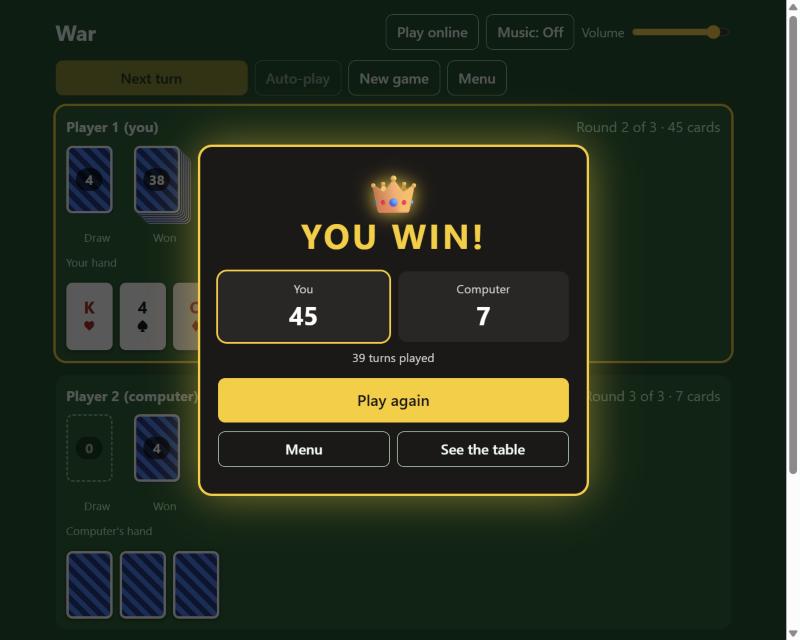 War
Play online
Music: Off
Volume
Next turn
Auto-play
New game
Menu
Player 1 (you)
Round 2 of 3 · 45 cards
4
38
Draw
Won
Your hand
K
4
YOU WIN!
You
45
Computer
7
39 turns played
Play again
Menu
See the table
Player 2 (computer)
Round 3 of 3 · 7 cards
0
4
Draw
Won
Computer's hand